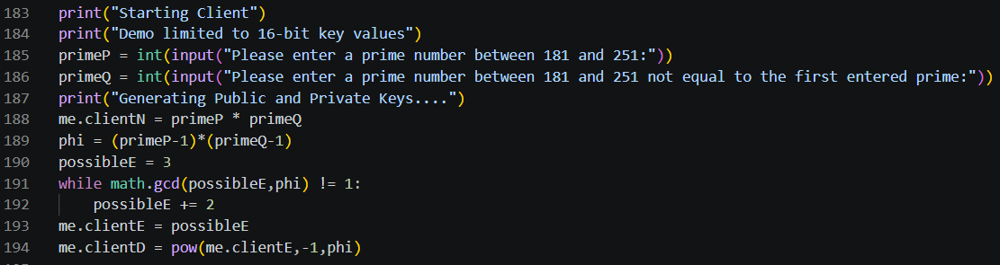 183 print("Starting Client")
184 print("Demo limited to 16-bit key values")
185 primeP = int(input("Please enter a prime number between 181 and 251:"))
186 primeQ = int(input("Please enter a prime number between 181 and 251 not equal to the first entered prime:"))
187 print("Generating Public and Private Keys....")
188 me.clientN = primeP * primeQ
189 phi = (primeP-1)*(primeQ-1)
190 possibleE = 3
191 while math.gcd(possibleE,phi) != 1:
192     possibleE += 2
193 me.clientE = possibleE
194 me.clientD = pow(me.clientE,-1,phi)